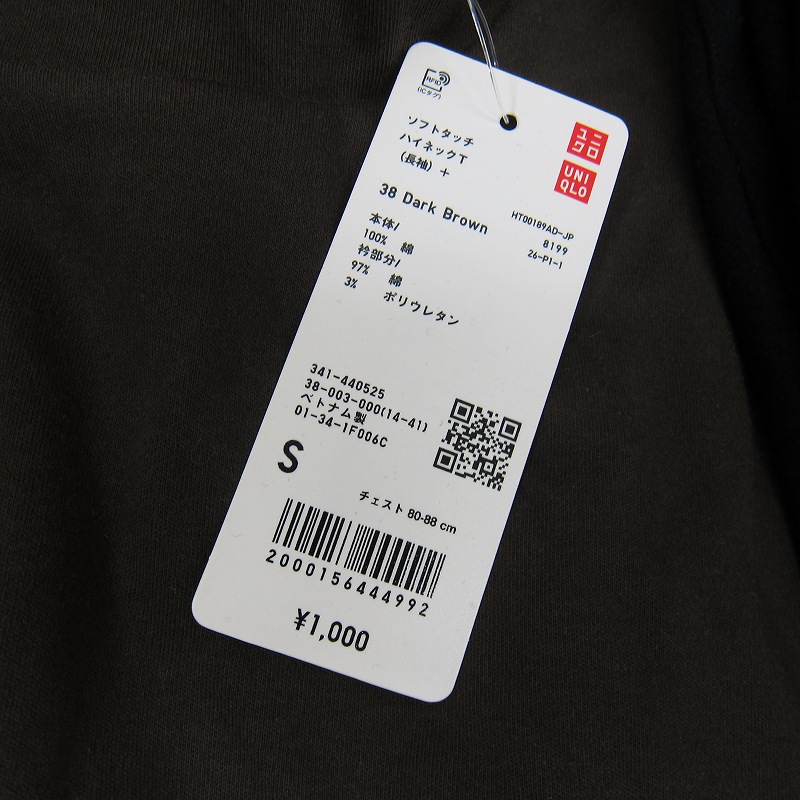 RFID
(ICタグ)
ソフトタッチ
ハイネックT
(長袖) +
ユニ
クロ
UNI
QLO
38 Dark Brown
HT00189AD-JP
8199
26-P1-1
本体/
100% 綿
衿部分/
97% 綿
3% ポリウレタン
341-440525
38-003-000(14-41)
ベトナム製
01-34-1F006C
S
チェスト 80-88 cm
2000156444992
¥1,000